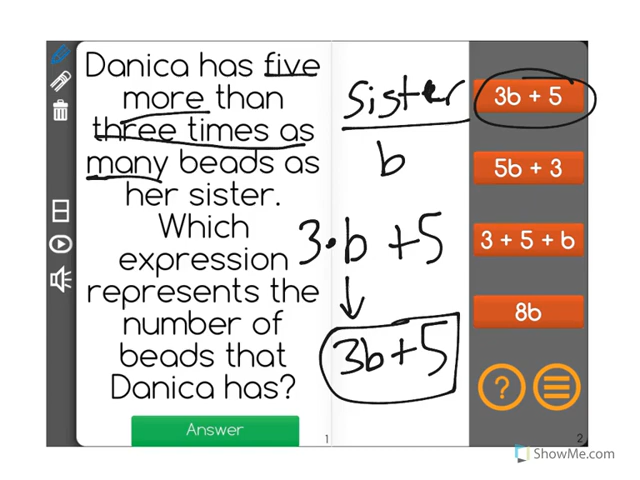 Danica has five
more than
three times as
many beads as
her sister.
Which
expression
represents the
number of
beads that
Danica has?
Answer
1
sister
b
3·b +5
3b+5
3b + 5
5b + 3
3 + 5 + b
8b
?
2
ShowMe.com